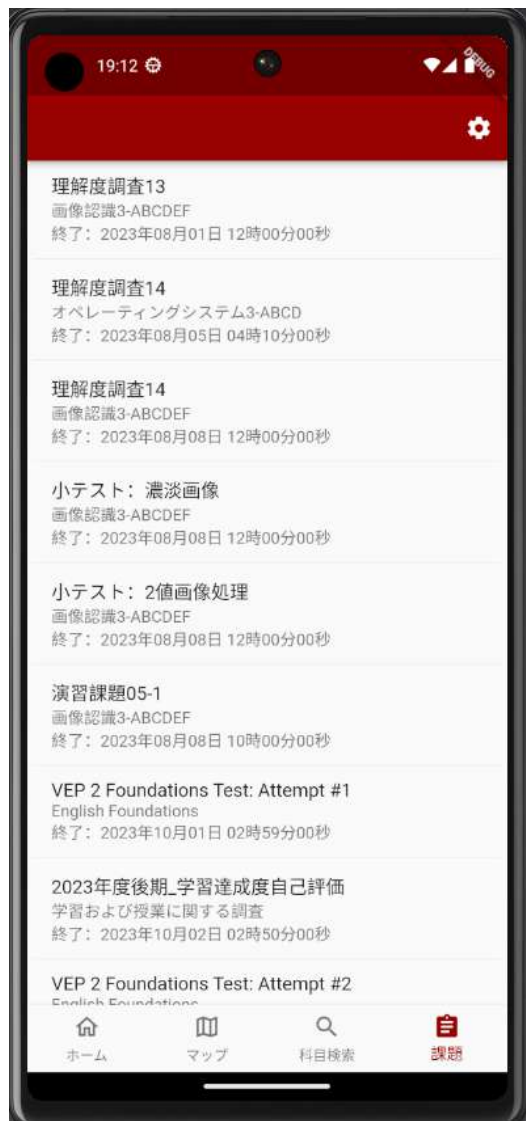 19:12
DEBUG
理解度調査13
画像認識3-ABCDEF
終了：2023年08月01日 12時00分00秒
理解度調査14
オペレーティングシステム3-ABCD
終了：2023年08月05日 04時10分00秒
理解度調査14
画像認識3-ABCDEF
終了：2023年08月08日 12時00分00秒
小テスト：濃淡画像
画像認識3-ABCDEF
終了：2023年08月08日 12時00分00秒
小テスト：2値画像処理
画像認識3-ABCDEF
終了：2023年08月08日 12時00分00秒
演習課題05-1
画像認識3-ABCDEF
終了：2023年08月08日 10時00分00秒
VEP 2 Foundations Test: Attempt #1
English Foundations
終了：2023年10月01日 02時59分00秒
2023年度後期_学習達成度自己評価
学習および授業に関する調査
終了：2023年10月02日 02時50分00秒
VEP 2 Foundations Test: Attempt #2
English Foundations
ホーム
マップ
科目検索
課題